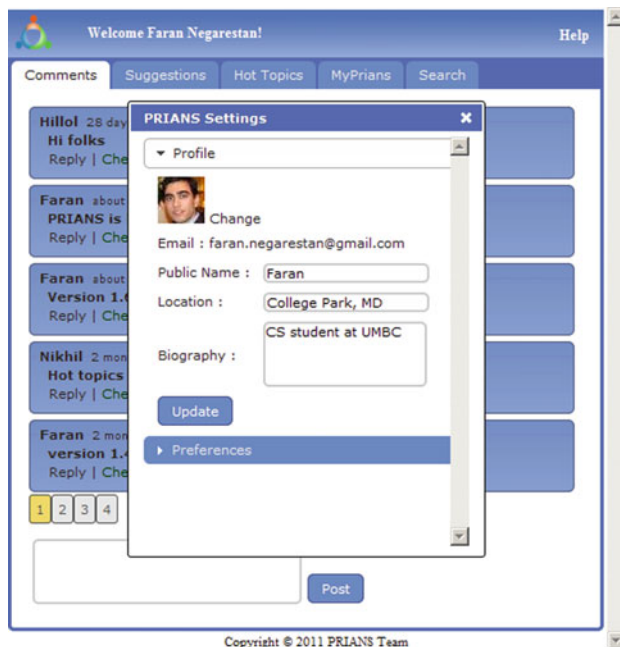 Welcome Faran Negarestan!
Help
Comments Suggestions Hot Topics MyPrians Search
Hillol 28 day
Hi folks
Reply | Che
Faran about
PRIANS is
Reply | Che
Faran about
Version 1.
Reply | Che
Nikhil 2 mon
Hot topics
Reply | Che
Faran 2 mon
version 1.4
Reply | Che
1 2 3 4
Post
PRIANS Settings
Profile
Change
Email : faran.negarestan@gmail.com
Public Name : Faran
Location : College Park, MD
Biography : CS student at UMBC
Update
Preferences
Copyright © 2011 PRIANS Team